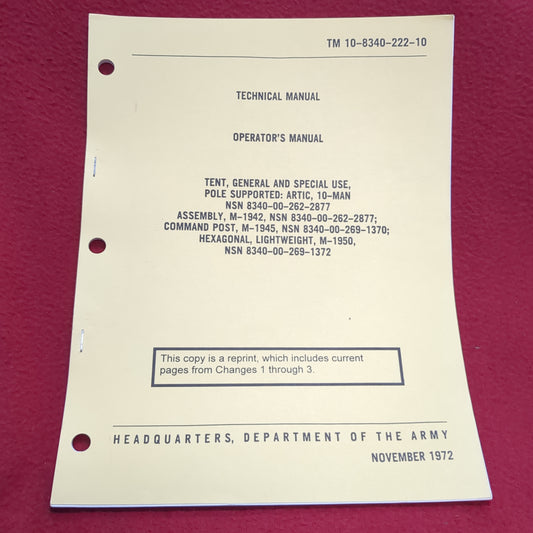 TM 10-8340-222-10
TECHNICAL MANUAL
OPERATOR'S MANUAL
TENT, GENERAL AND SPECIAL USE,
POLE SUPPORTED: ARTIC, 10-MAN
NSN 8340-00-262-2877
ASSEMBLY, M-1942, NSN 8340-00-262-2877;
COMMAND POST, M-1945, NSN 8340-00-269-1370;
HEXAGONAL, LIGHTWEIGHT, M-1950,
NSN 8340-00-269-1372
This copy is a reprint, which includes current
pages from Changes 1 through 3.
HEADQUARTERS, DEPARTMENT OF THE ARMY
NOVEMBER 1972